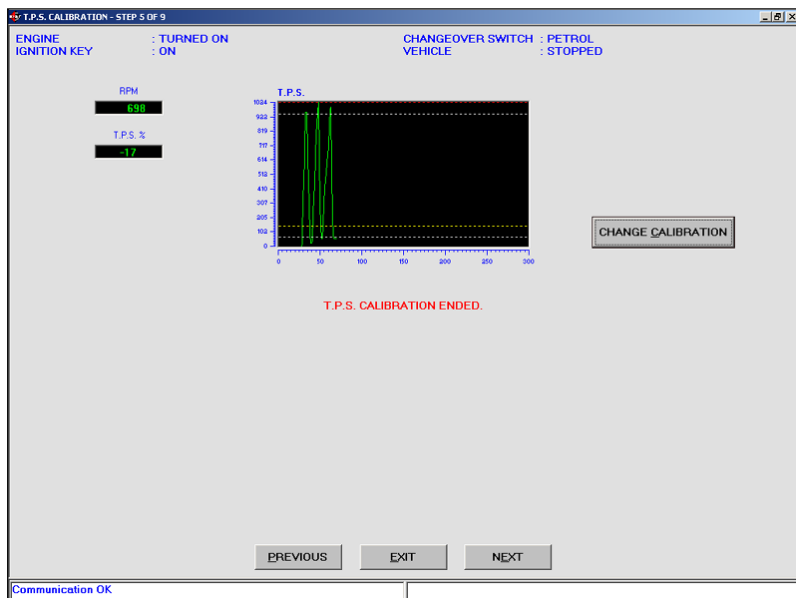 T.P.S. CALIBRATION - STEP 5 OF 9
ENGINE : TURNED ON CHANGEOVER SWITCH : PETROL
IGNITION KEY : ON VEHICLE : STOPPED
RPM
698
T.P.S. %
-17
T.P.S.
1024
922
819
717
614
512
410
307
205
102
0
0 50 100 150 200 250 300
CHANGE CALIBRATION
T.P.S. CALIBRATION ENDED.
PREVIOUS EXIT NEXT
Communication OK